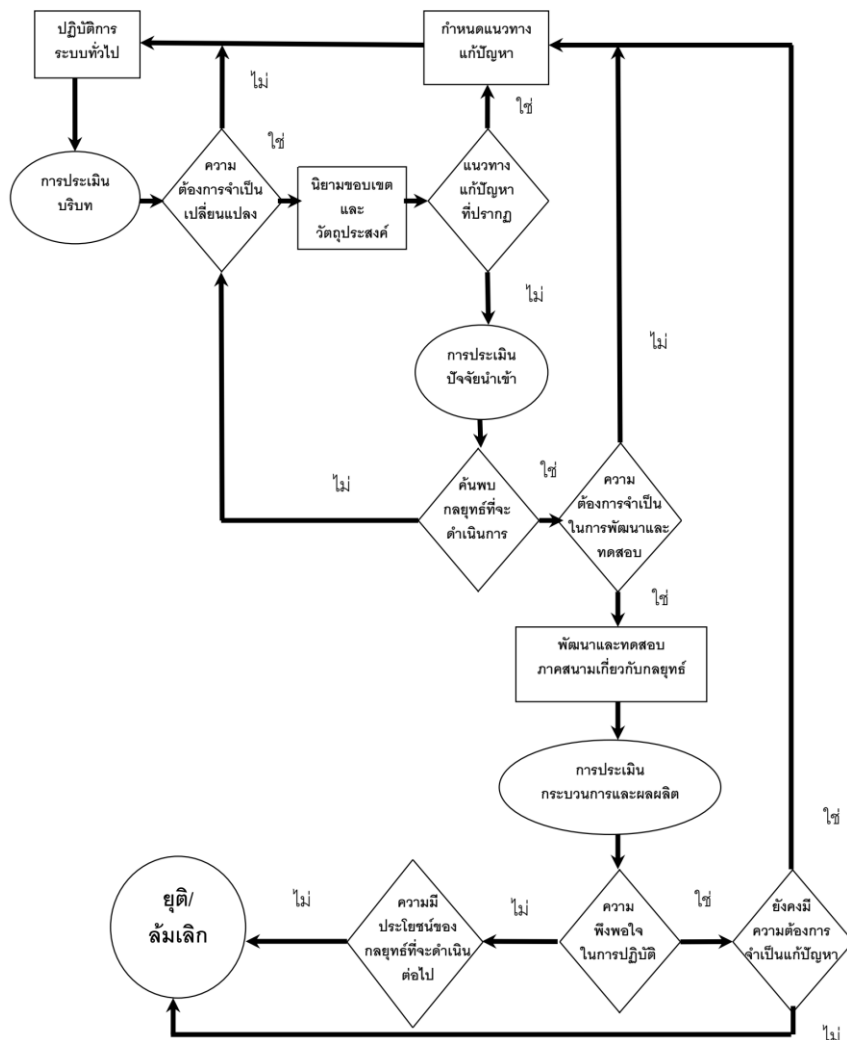 ปฏิบัติการ
ระบบทั่วไป
กำหนดแนวทาง
แก้ปัญหา
ไม่
ใช่
ใช่
การประเมิน
บริบท
ความ
ต้องการจำเป็น
เปลี่ยนแปลง
นิยามขอบเขต
และ
วัตถุประสงค์
แนวทาง
แก้ปัญหา
ที่ปรากฏ
ไม่
ไม่
การประเมิน
ปัจจัยนำเข้า
ไม่
ค้นพบ
กลยุทธ์ที่จะ
ดำเนินการ
ใช่
ความ
ต้องการจำเป็น
ในการพัฒนาและ
ทดสอบ
ใช่
พัฒนาและทดสอบ
ภาคสนามเกี่ยวกับกลยุทธ์
การประเมิน
กระบวนการและผลผลิต
ใช่
ยุติ/
ล้มเลิก
ไม่
ความมี
ประโยชน์ของ
กลยุทธ์ที่จะดำเนิน
ต่อไป
ไม่
ความ
พึงพอใจ
ในการปฏิบัติ
ใช่
ยังคงมี
ความต้องการ
จำเป็นแก้ปัญหา
ไม่